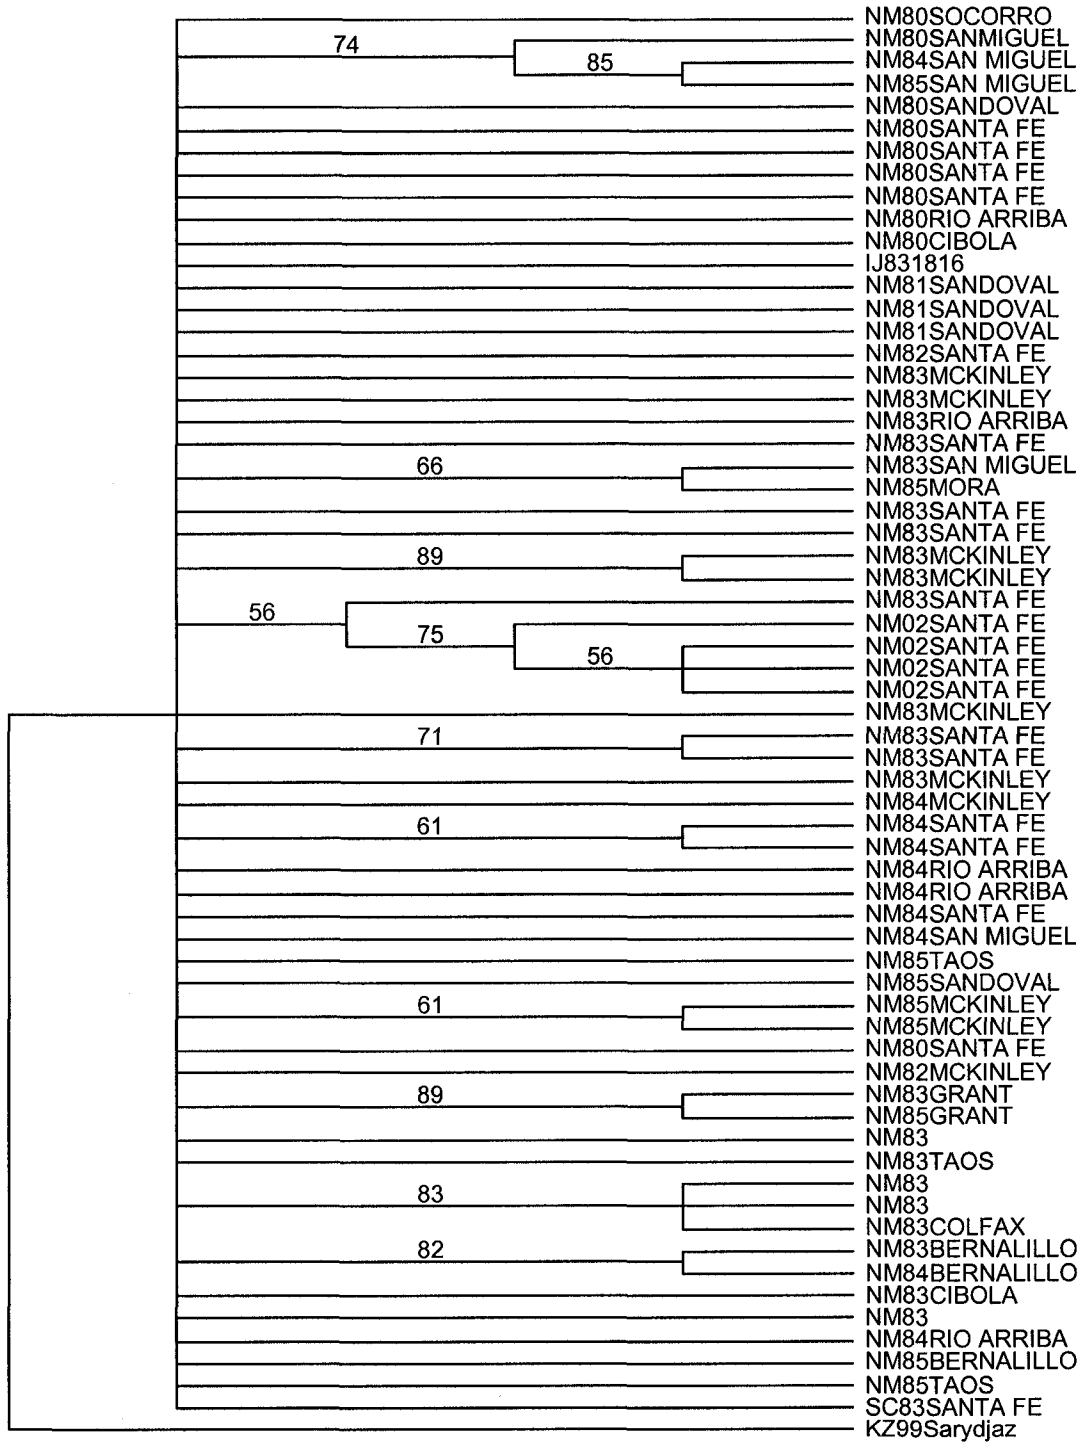 NM80SOCORRO
74
NM80SANMIGUEL
85
NM84SAN MIGUEL
NM85SAN MIGUEL
NM80SANDOVAL
NM80SANTA FE
NM80SANTA FE
NM80SANTA FE
NM80SANTA FE
NM80RIO ARRIBA
NM80CIBOLA
IJ831816
NM81SANDOVAL
NM81SANDOVAL
NM81SANDOVAL
NM82SANTA FE
NM83MCKINLEY
NM83MCKINLEY
NM83RIO ARRIBA
NM83SANTA FE
66
NM83SAN MIGUEL
NM85MORA
NM83SANTA FE
NM83SANTA FE
89
NM83MCKINLEY
NM83MCKINLEY
NM83SANTA FE
56
NM02SANTA FE
75
NM02SANTA FE
56
NM02SANTA FE
NM02SANTA FE
NM83MCKINLEY
71
NM83SANTA FE
NM83SANTA FE
NM83MCKINLEY
NM84MCKINLEY
61
NM84SANTA FE
NM84SANTA FE
NM84RIO ARRIBA
NM84RIO ARRIBA
NM84SANTA FE
NM84SAN MIGUEL
NM85TAOS
NM85SANDOVAL
61
NM85MCKINLEY
NM85MCKINLEY
NM80SANTA FE
NM82MCKINLEY
89
NM83GRANT
NM85GRANT
NM83
NM83TAOS
NM83
83
NM83
NM83COLFAX
82
NM83BERNALILLO
NM84BERNALILLO
NM83CIBOLA
NM83
NM84RIO ARRIBA
NM85BERNALILLO
NM85TAOS
SC83SANTA FE
KZ99Sarydjaz